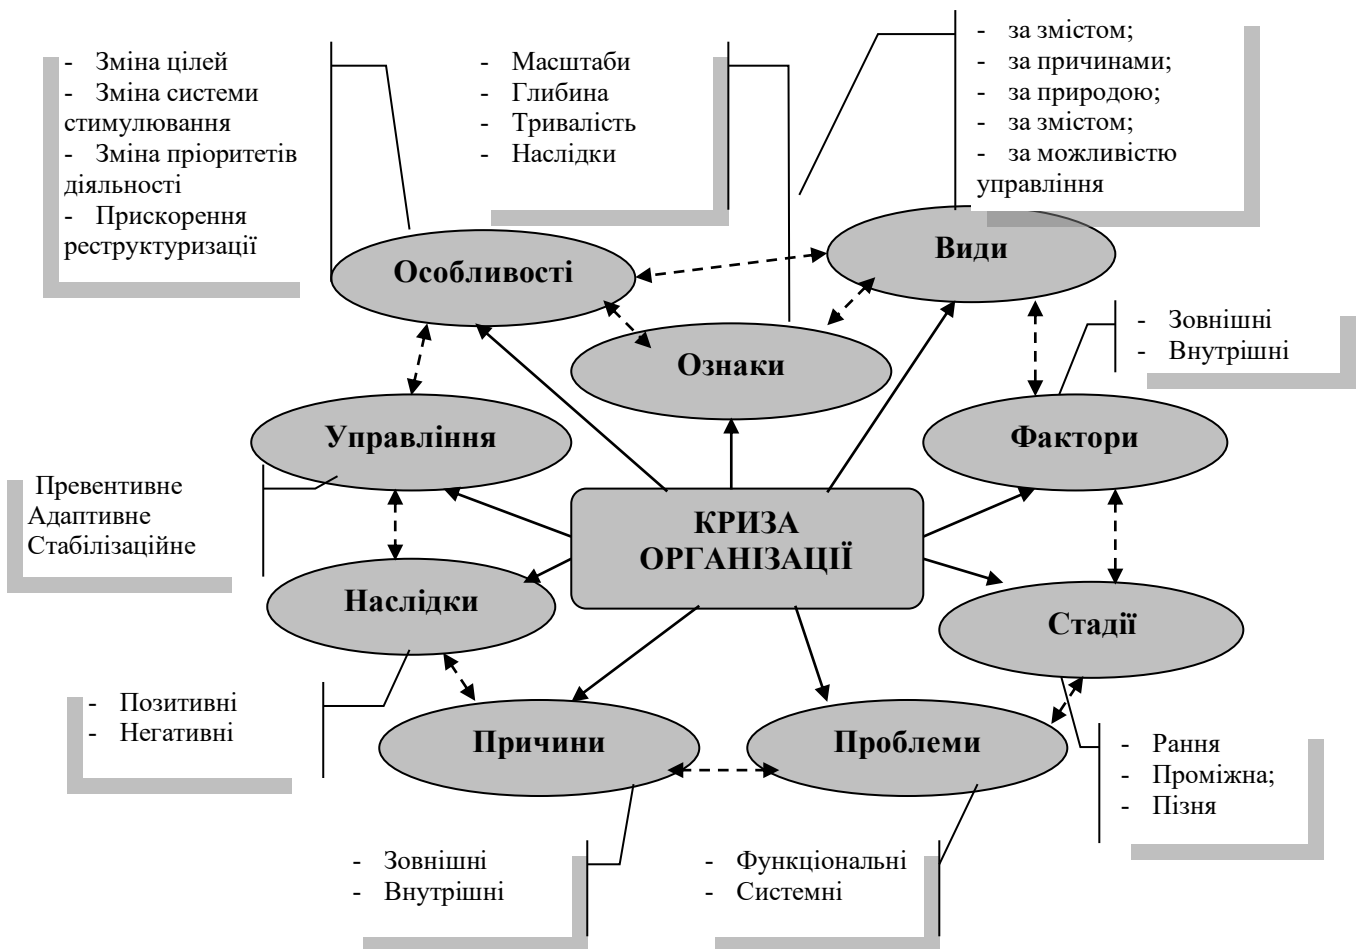 - Зміна цілей
- Зміна системи
стимулювання
- Зміна пріоритетів
діяльності
- Прискорення
реструктуризації
- Масштаби
- Глибина
- Тривалість
- Наслідки
- за змістом;
- за причинами;
- за природою;
- за змістом;
- за можливістю
управління
Особливості
Види
Ознаки
- Зовнішні
- Внутрішні
Управління
Фактори
Превентивне
Адаптивне
Стабілізаційне
КРИЗА
ОРГАНІЗАЦІЇ
Наслідки
Стадії
- Позитивні
- Негативні
Причини
Проблеми
- Рання
- Проміжна;
- Пізня
- Зовнішні
- Внутрішні
- Функціональні
- Системні